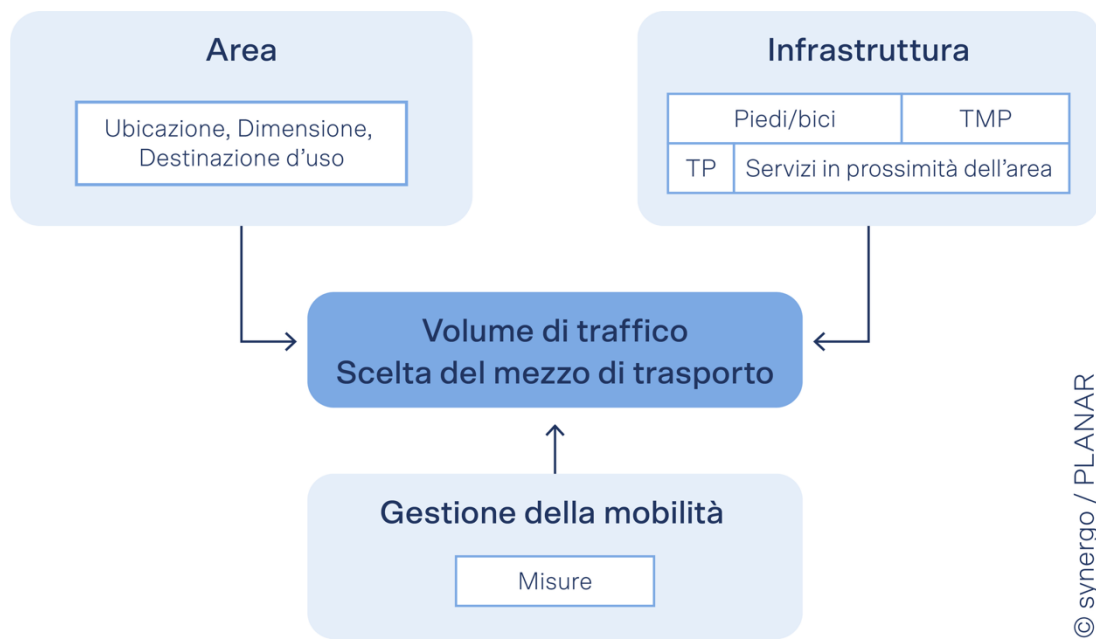 Area
Ubicazione, Dimensione,
Destinazione d'uso
Infrastruttura
Piedi/bici
TMP
TP
Servizi in prossimità dell'area
Volume di traffico
Scelta del mezzo di trasporto
Gestione della mobilità
Misure
© synergo / PLANAR